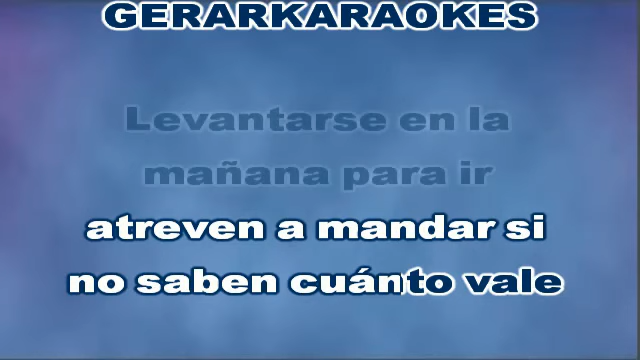 GERARKARAOKES
Levantarse en la
mañana para ir
atreven a mandar si
no saben cuánto vale